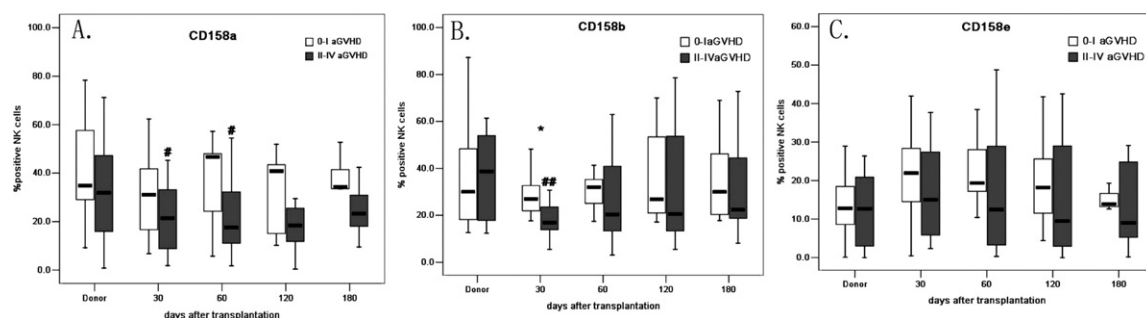 A.
CD158a
100.0
80.0
60.0
40.0
20.0
0.0
%positive NK cells
0-I aGVHD
II-IV aGVHD
#
#
Donor
30
60
120
180
days after transplantation
B.
CD158b
100.0
80.0
60.0
40.0
20.0
0.0
% positive NK cells
0-IaGVHD
II-IVaGVHD
*
##
Donor
30
60
120
180
days after transplantation
C.
CD158e
60.0
50.0
40.0
30.0
20.0
10.0
0.0
% positive NK cells
0-I aGVHD
II-IV aGVHD
Donor
30
60
120
180
days after transplantation